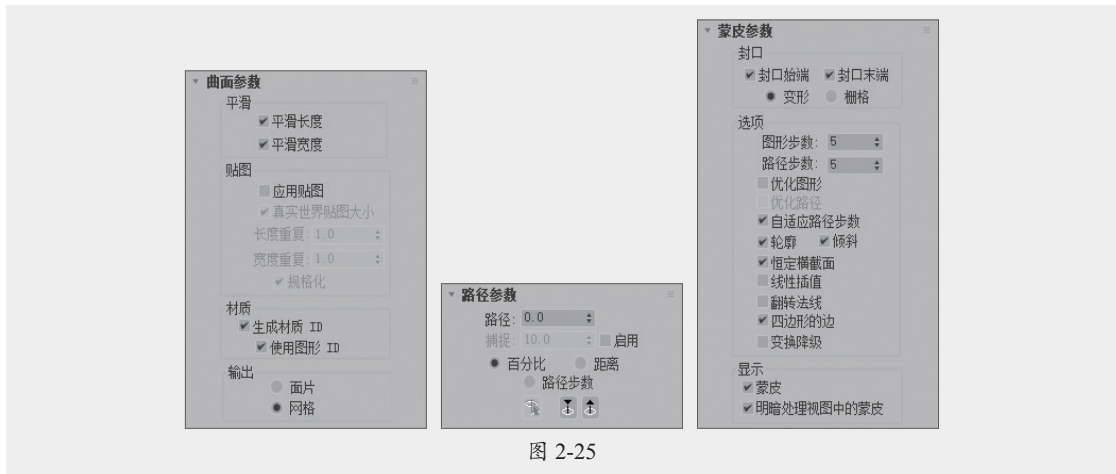 曲面参数
平滑
平滑长度
平滑宽度
贴图
应用贴图
真实世界贴图大小
长度重复: 1.0
宽度重复: 1.0
规格化
材质
生成材质 ID
使用图形 ID
输出
面片
网格
路径参数
路径: 0.0
捕捉: 10.0 启用
百分比 距离
路径步数
蒙皮参数
封口
封口始端 封口末端
变形 栅格
选项
图形步数: 5
路径步数: 5
优化图形
优化路径
自适应路径步数
轮廓 倾斜
恒定横截面
线性插值
翻转法线
四边形的边
变换降级
显示
蒙皮
明暗处理视图中的蒙皮
图 2-25